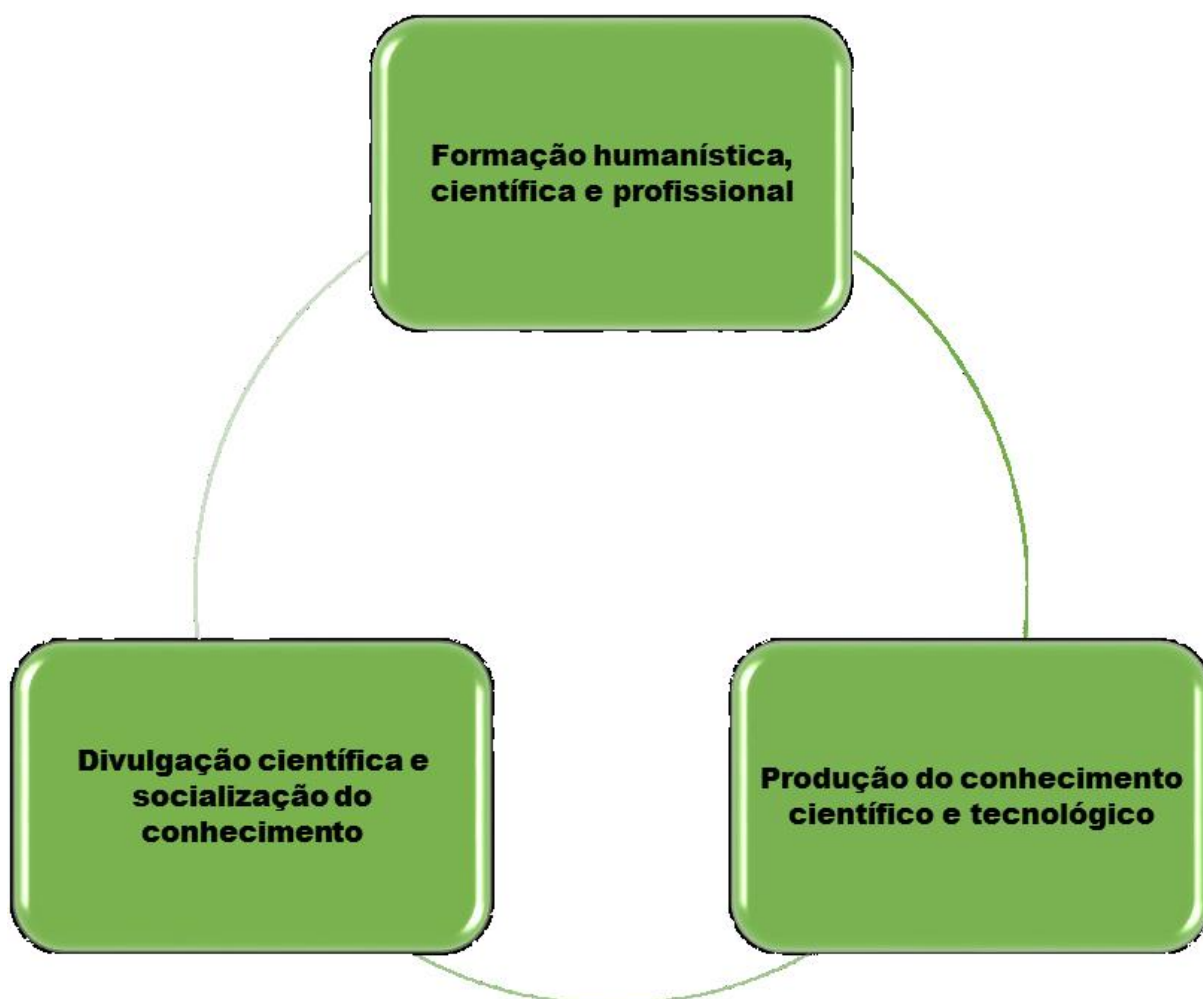 Formação humanística,
científica e profissional
Divulgação científica e
socialização do
conhecimento
Produção do conhecimento
científico e tecnológico